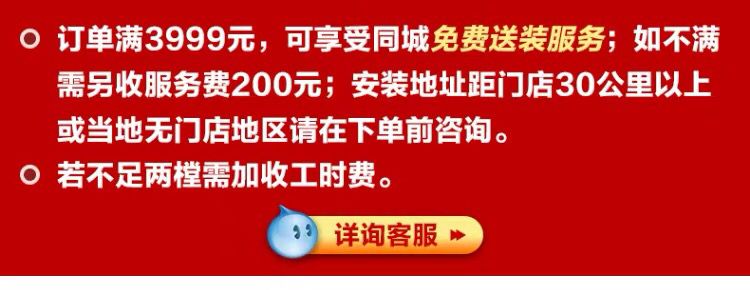 订单满3999元，可享受同城免费送装服务；如不满
需另收服务费200元；安装地址距门店30公里以上
或当地无门店地区请在下单前咨询。
若不足两樘需加收工时费。
详询客服